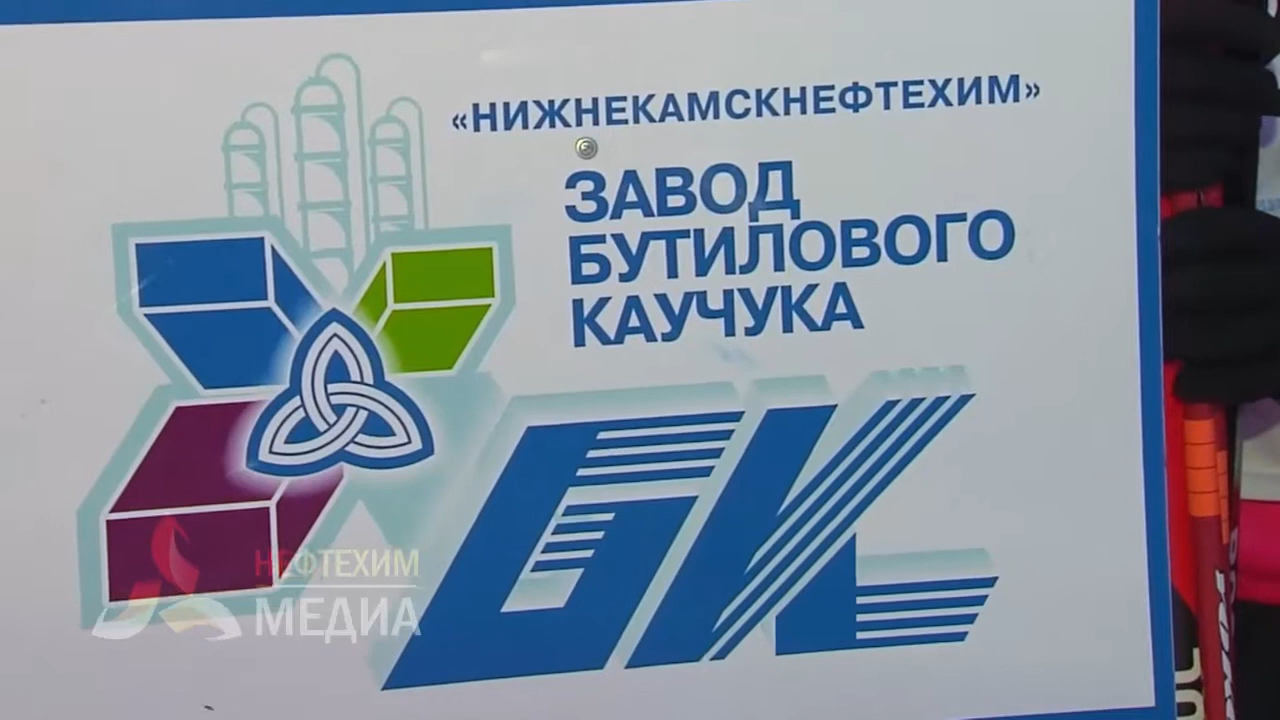 «НИЖНЕКАМСКНЕФТЕХИМ»
ЗАВОД
БУТИЛОВОГО
КАУЧУКА
БК
НЕФТЕХИМ
МЕДИА